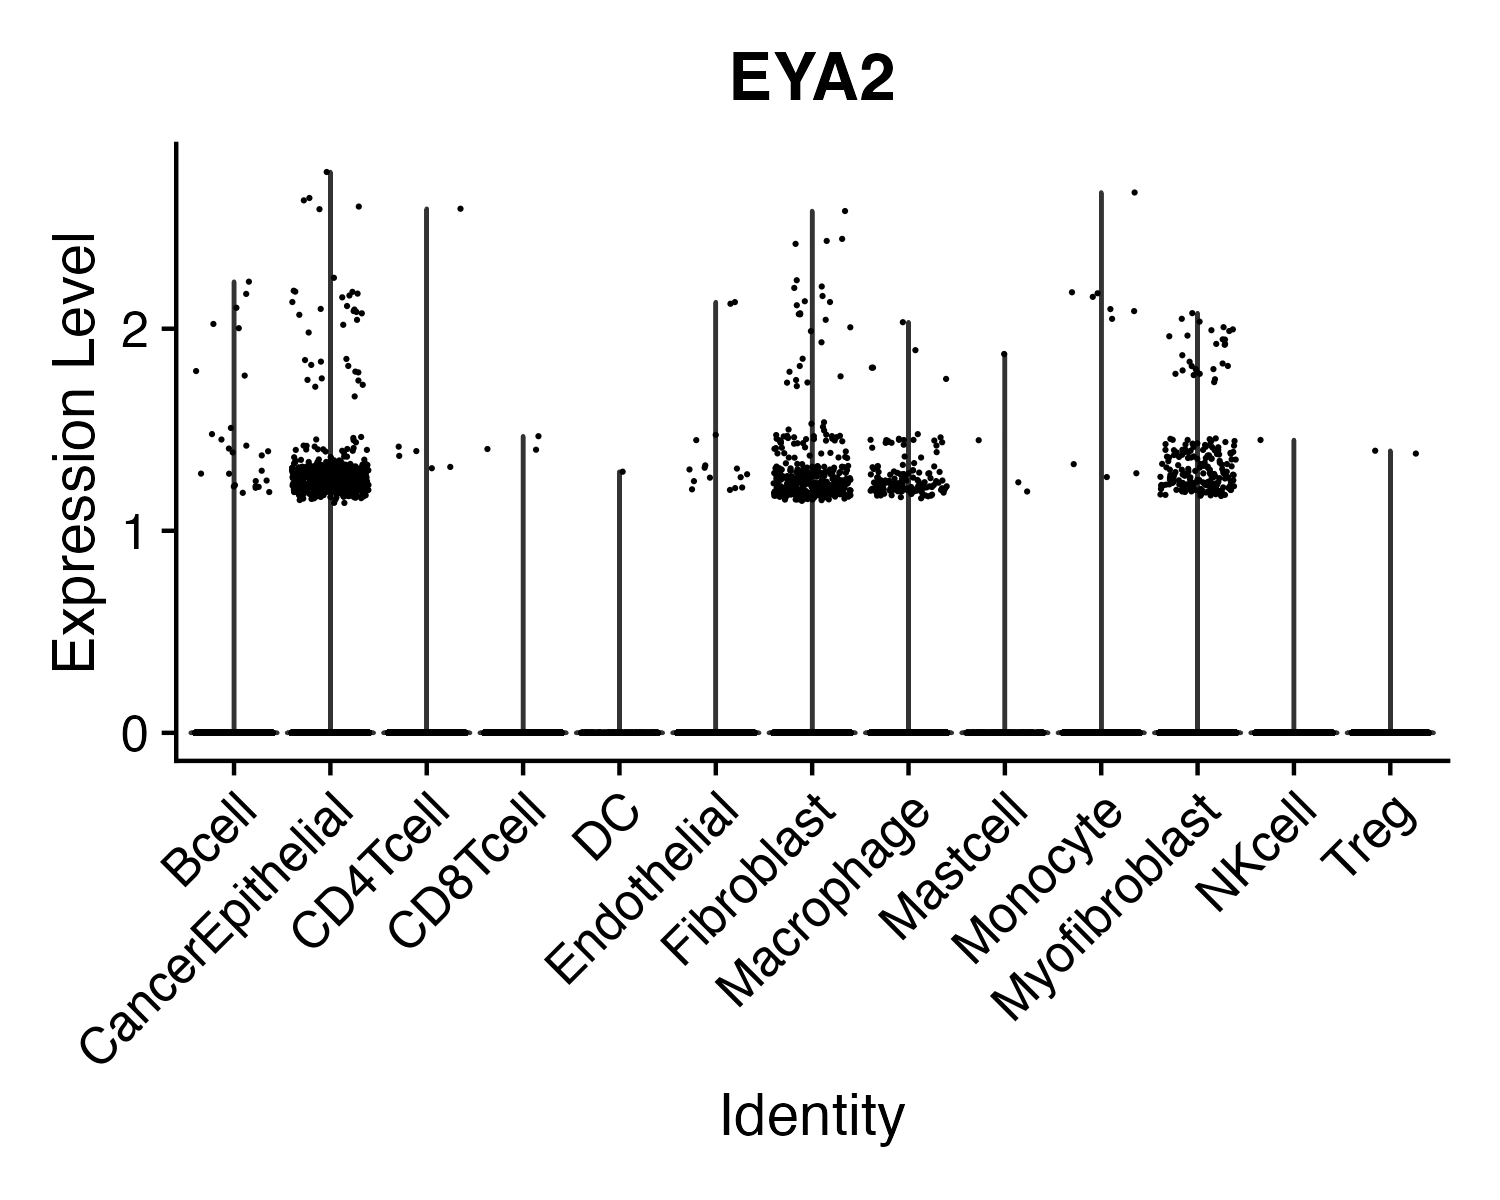 EYA2
Expression Level
2
1
0
Bcell
CancerEpithelial
CD4Tcell
CD8Tcell
DC
Endothelial
Fibroblast
Macrophage
Mastcell
Monocyte
Myofibroblast
NKcell
Treg
Identity